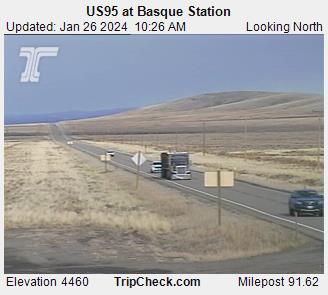 US95 at Basque Station
Updated: Jan 26 2024 10:26 AM Looking North
Elevation 4460 TripCheck.com Milepost 91.62